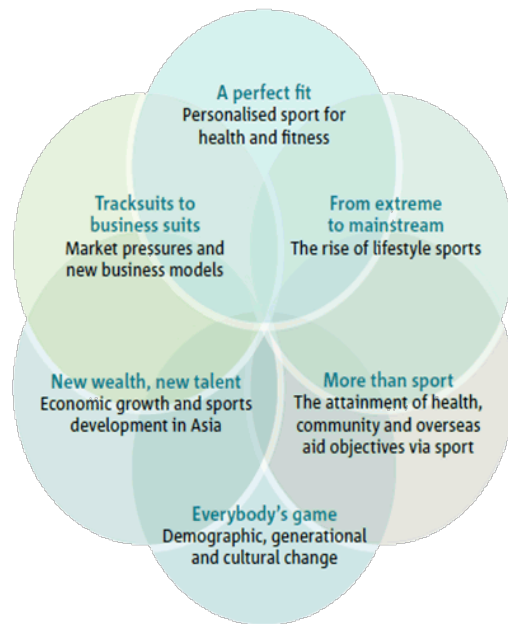 A perfect fit
Personalised sport for
health and fitness
Tracksuits to
business suits
Market pressures and
new business models
From extreme
to mainstream
The rise of lifestyle sports
New wealth, new talent
Economic growth and sports
development in Asia
More than sport
The attainment of health,
community and overseas
aid objectives via sport
Everybody's game
Demographic, generational
and cultural change